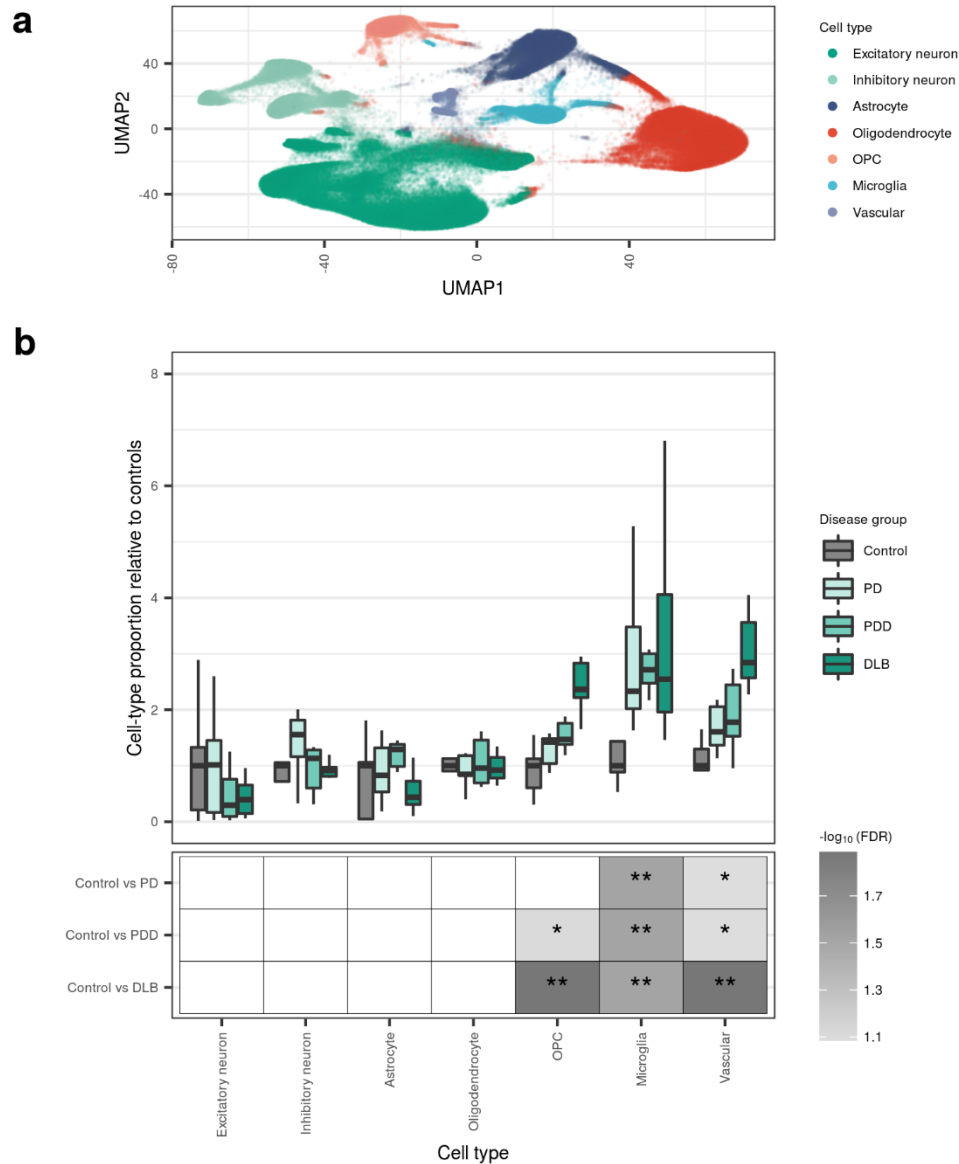 a
UMAP2
40
0
-40
-80
-40
0
40
UMAP1
Cell type
Excitatory neuron
Inhibitory neuron
Astrocyte
Oligodendrocyte
OPC
Microglia
Vascular
b
Cell-type proportion relative to controls
8
6
4
2
0
Disease group
Control
PD
PDD
DLB
Control vs PD
** *
Control vs PDD
* ** *
Control vs DLB
** ** **
-log₁₀ (FDR)
1.7
1.5
1.3
1.1
Excitatory neuron
Inhibitory neuron
Astrocyte
Oligodendrocyte
OPC
Microglia
Vascular
Cell type